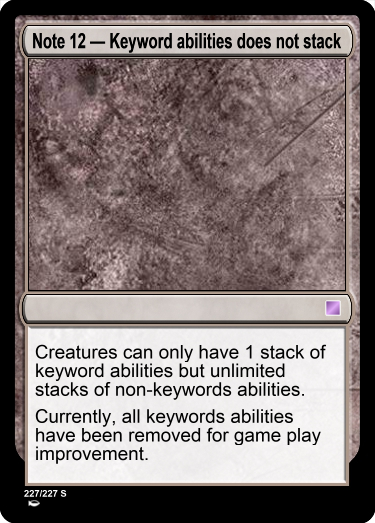 Note 12 — Keyword abilities does not stack
Creatures can only have 1 stack of
keyword abilities but unlimited
stacks of non-keywords abilities.
Currently, all keywords abilities
have been removed for game play
improvement.
227/227 S